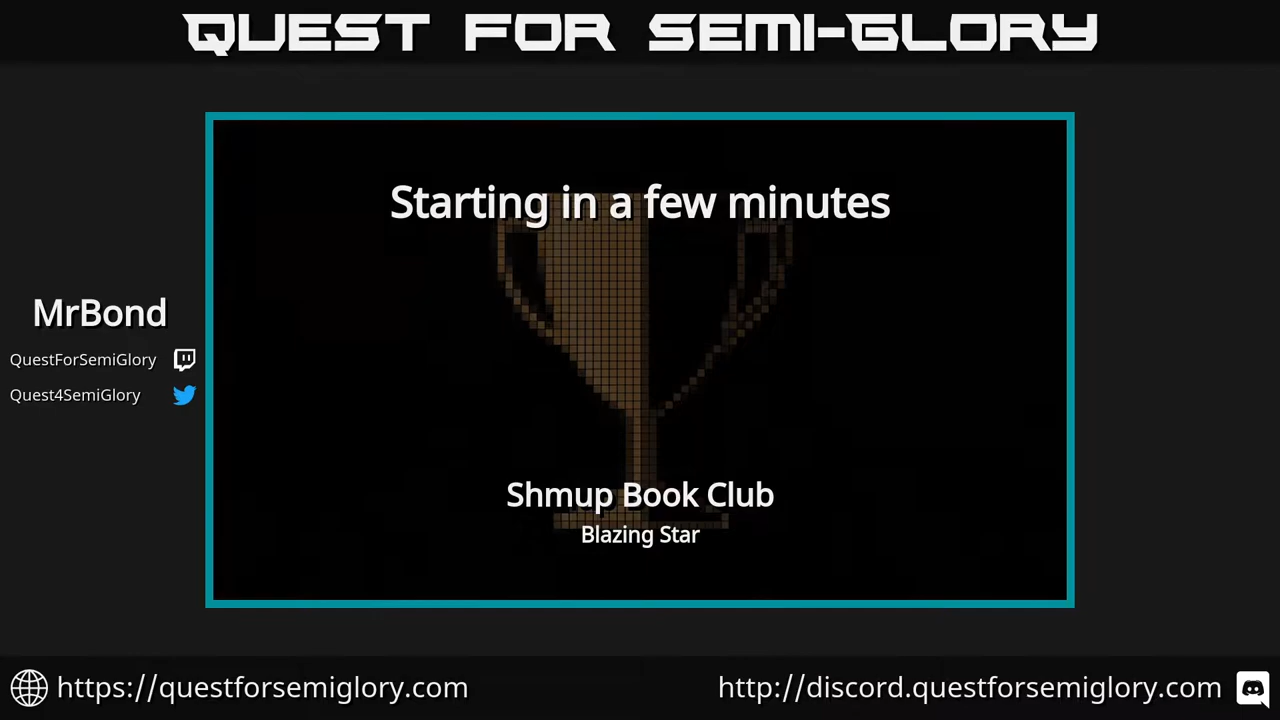 QUEST FOR SEMI-GLORY
Starting in a few minutes
MrBond
QuestForSemiGlory
Quest4SemiGlory
Shmup Book Club
Blazing Star
https://questforsemiglory.com
http://discord.questforsemiglory.com